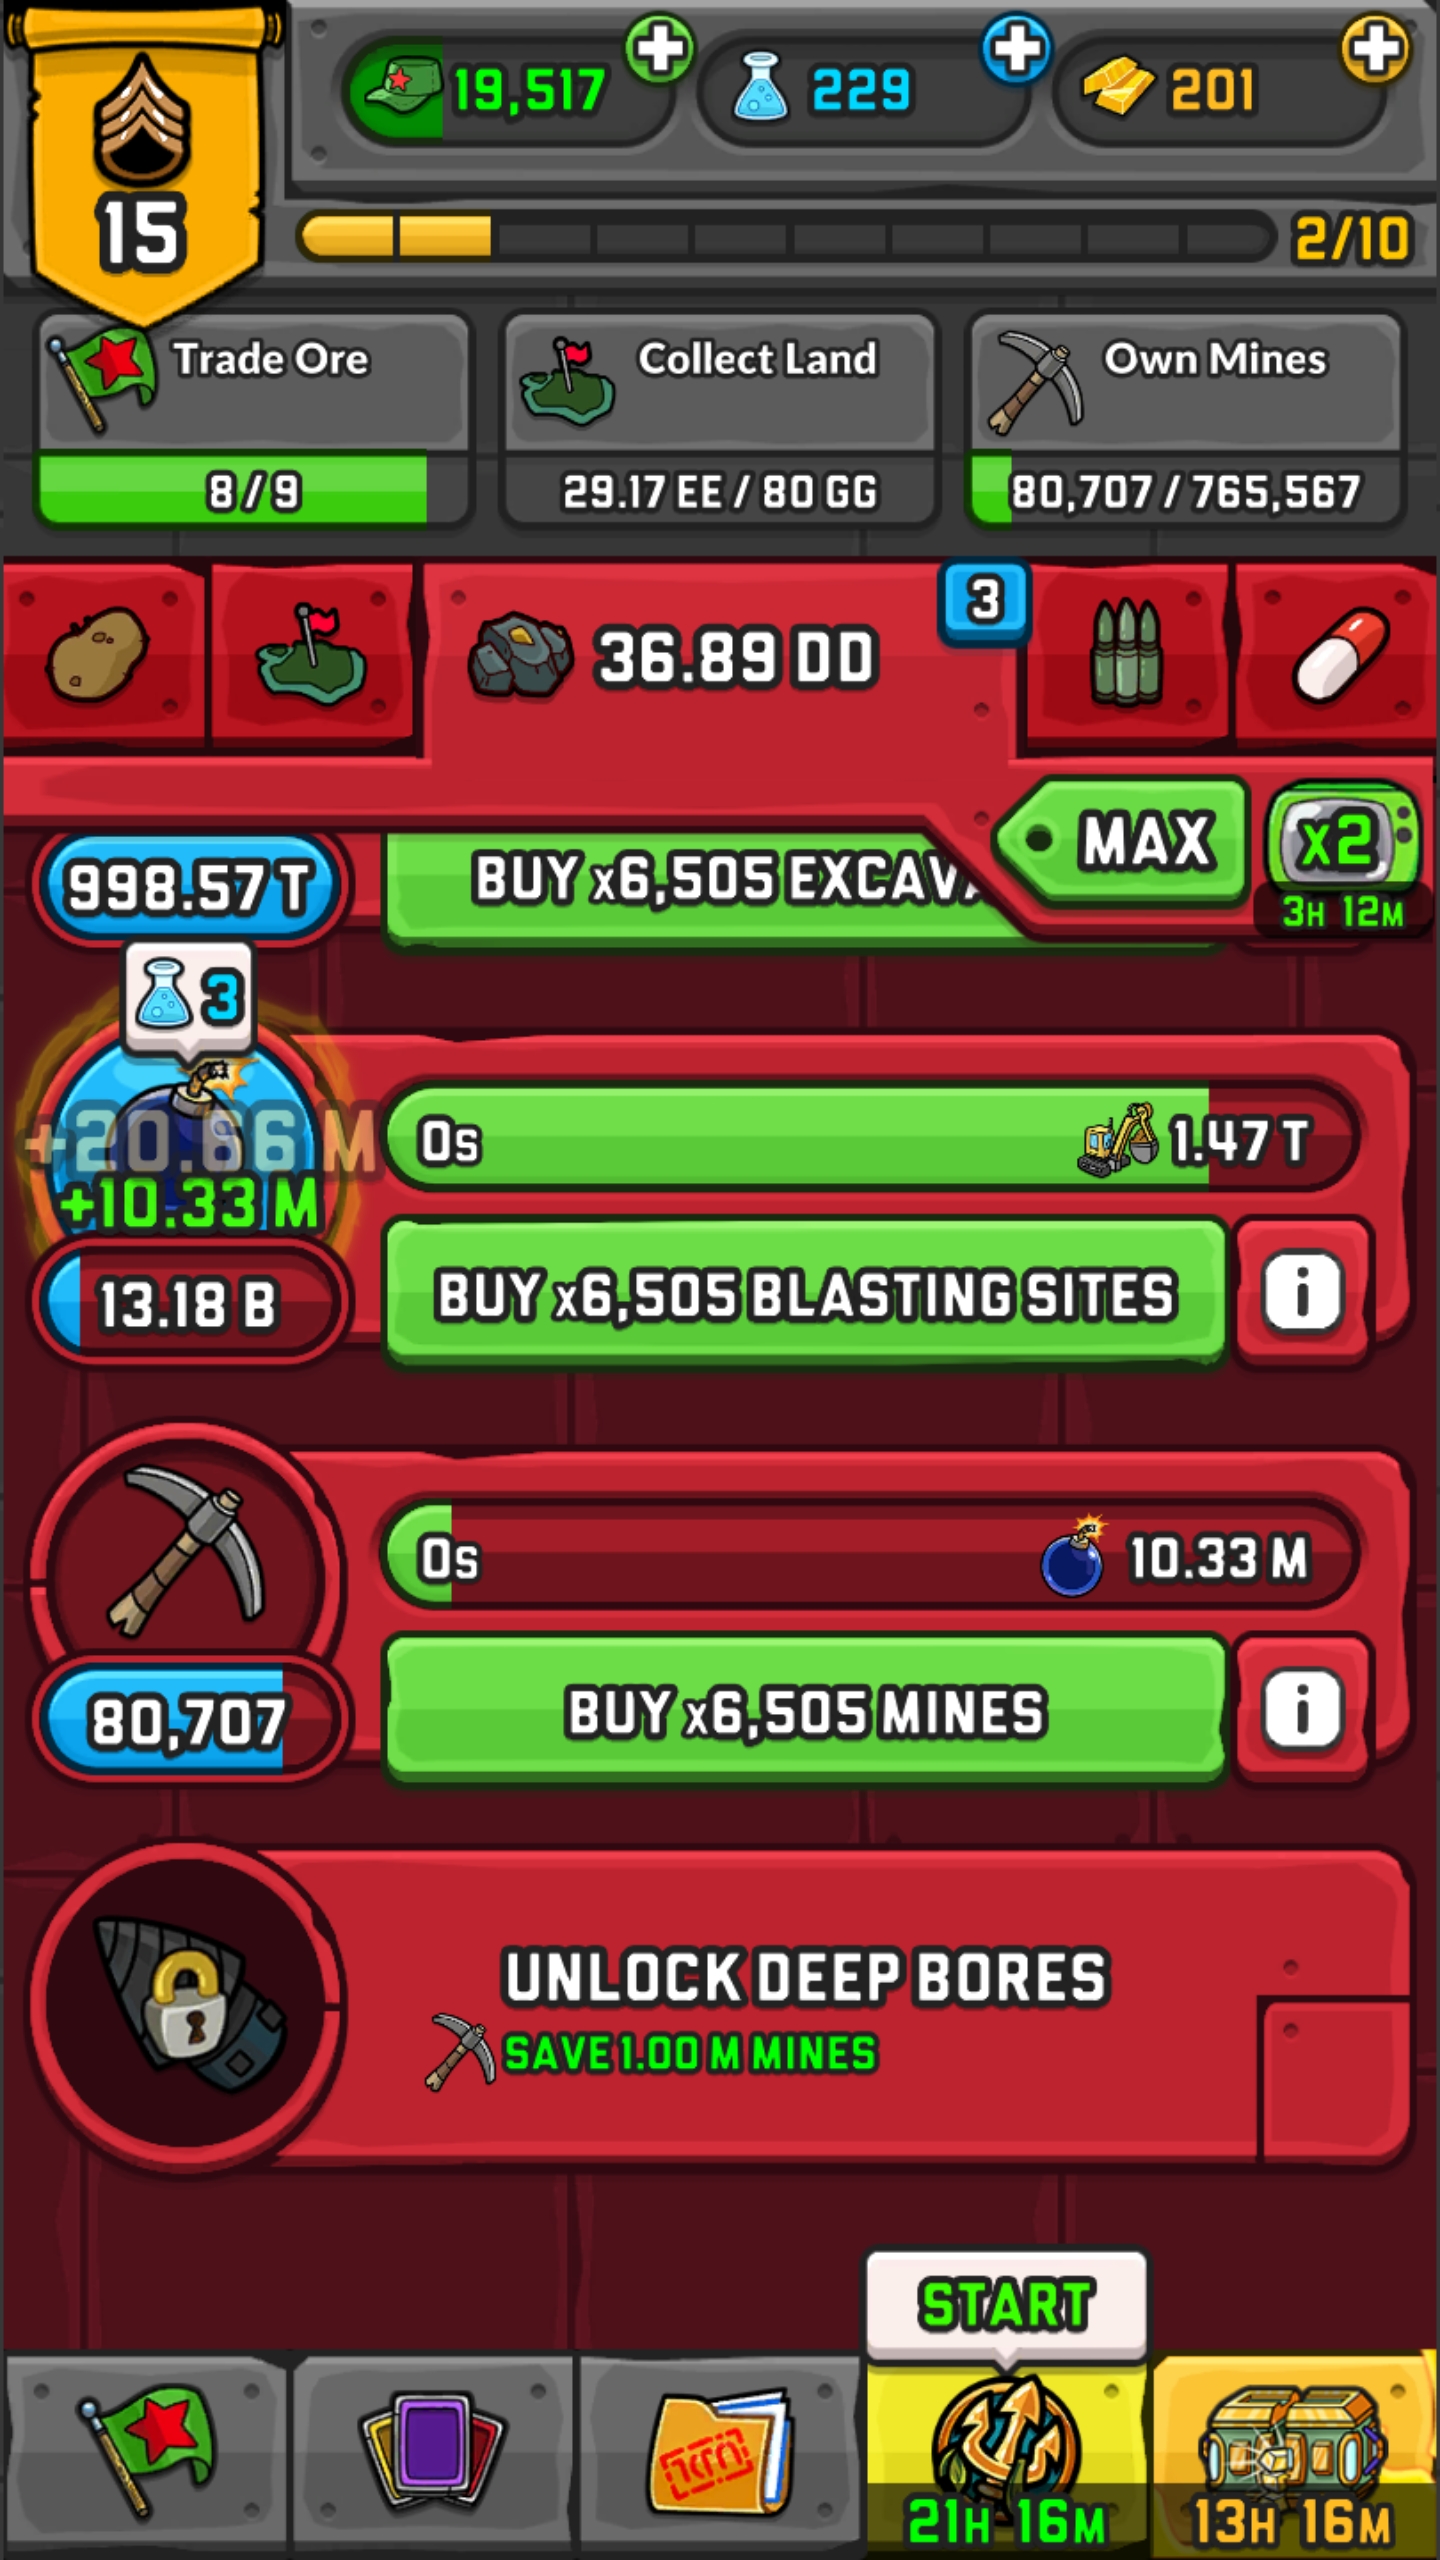 19,517
229
201
15
2/10
Trade Ore
Collect Land
Own Mines
8/9
29.17 EE / 80 GG
80,707 / 765,567
3
36.89 DD
MAX
x2
3H 12M
998.57 T
BUY x6,505 EXCAVA
3
+20.66 M
+10.33 M
0s
1.47 T
13.18 B
BUY x6,505 BLASTING SITES
i
0s
10.33 M
80,707
BUY x6,505 MINES
i
UNLOCK DEEP BORES
SAVE 1.00 M MINES
START
21H 16M
13H 16M